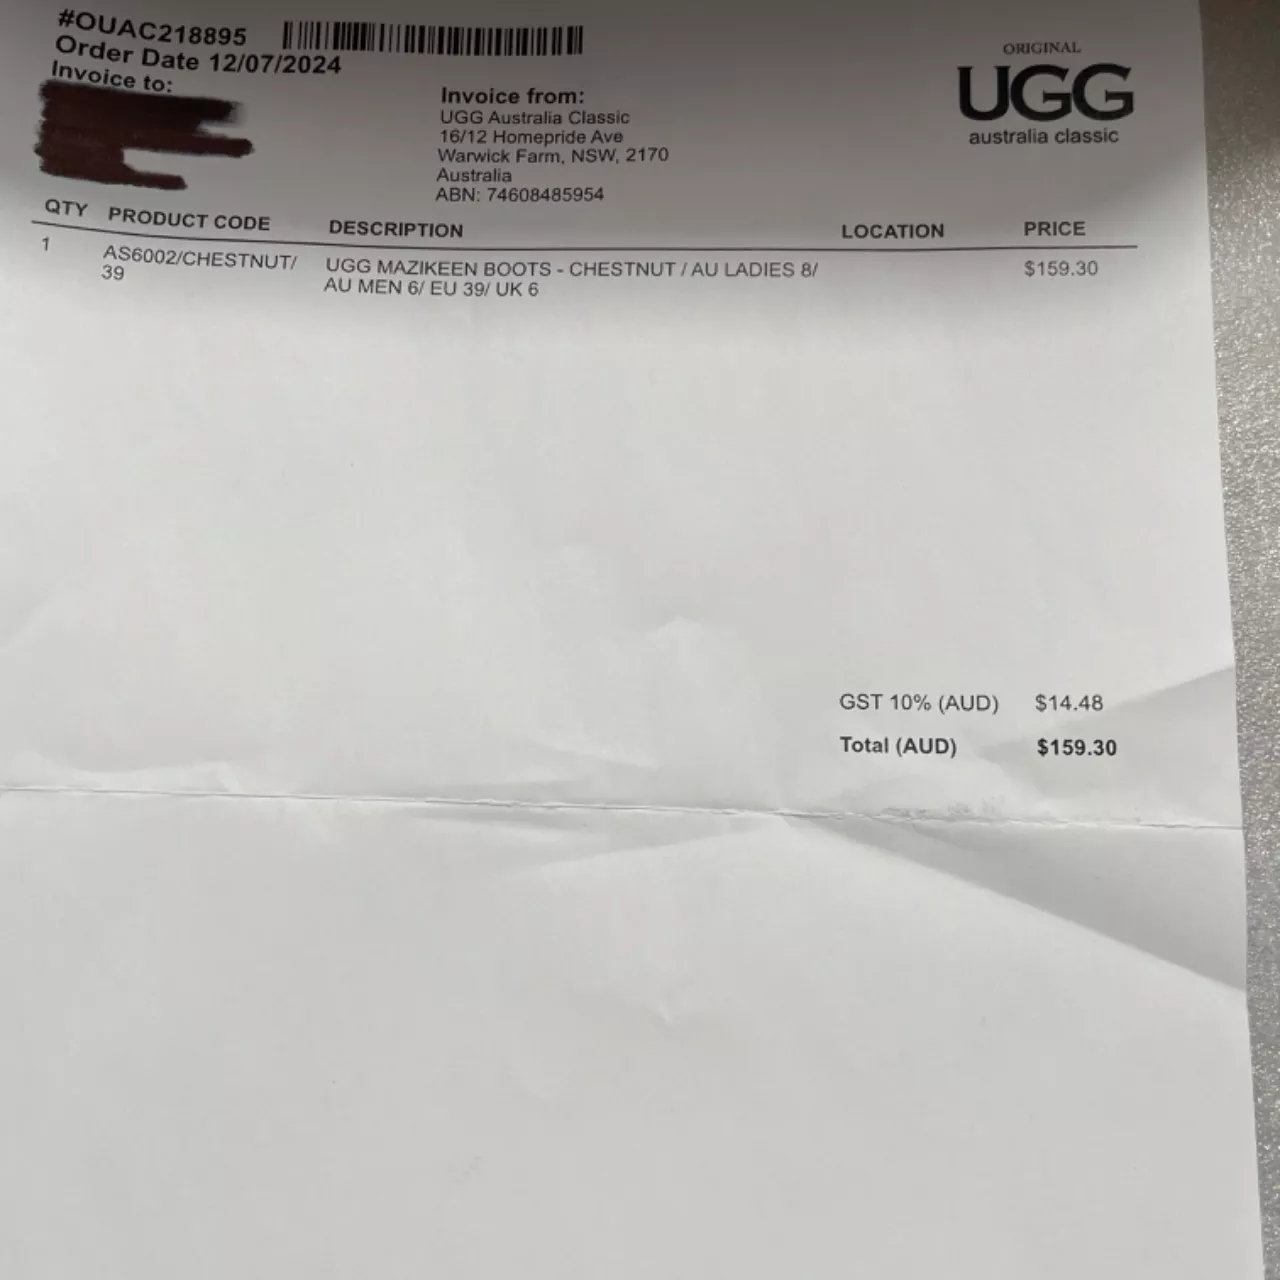 #OUAC218895
Order Date 12/07/2024
Invoice to:
Invoice from:
UGG Australia Classic
16/12 Homepride Ave
Warwick Farm, NSW, 2170
Australia
ABN: 74608485954
ORIGINAL
UGG
australia classic
QTY PRODUCT CODE DESCRIPTION LOCATION PRICE
1 AS6002/CHESTNUT/ UGG MAZIKEEN BOOTS - CHESTNUT / AU LADIES 8/ $159.30
39 AU MEN 6/ EU 39/ UK 6
GST 10% (AUD) $14.48
Total (AUD) $159.30